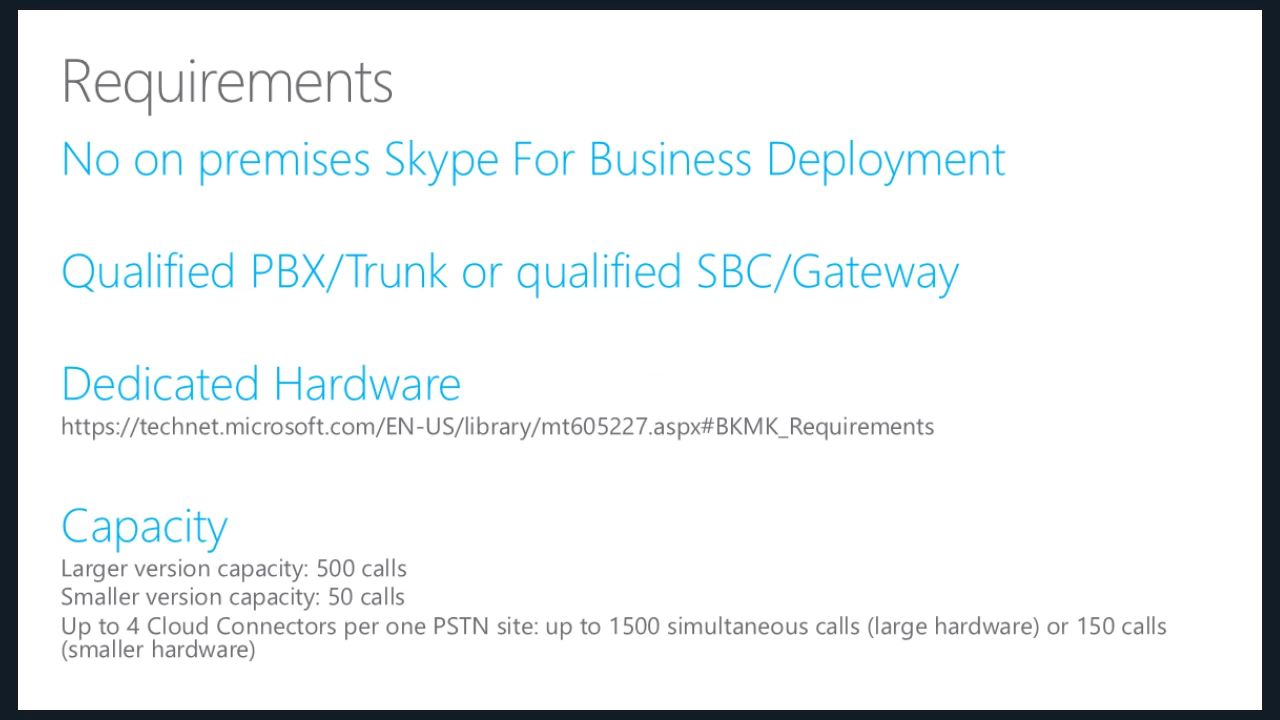 Requirements
No on premises Skype For Business Deployment
Qualified PBX/Trunk or qualified SBC/Gateway
Dedicated Hardware
https://technet.microsoft.com/EN-US/library/mt605227.aspx#BKMK_Requirements
Capacity
Larger version capacity: 500 calls
Smaller version capacity: 50 calls
Up to 4 Cloud Connectors per one PSTN site: up to 1500 simultaneous calls (large hardware) or 150 calls
(smaller hardware)